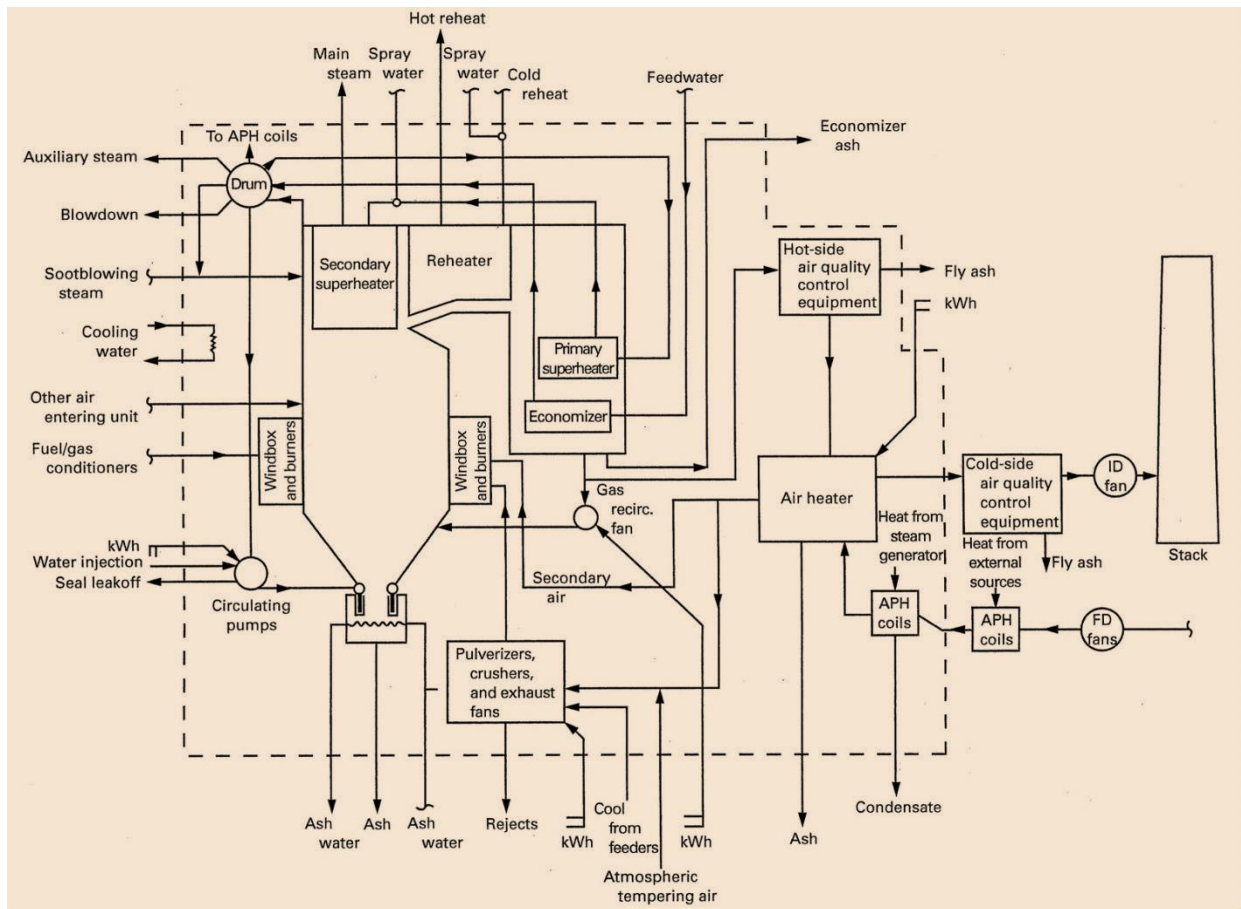 Hot reheat
Main
steam
Spray
water
Spray
water
Cold
reheat
Feedwater
To APH coils
Economizer
ash
Auxiliary steam
Drum
Blowdown
Sootblowing
steam
Secondary
superheater
Reheater
Hot-side
air quality
control
equipment
Fly ash
kWh
Cooling
water
Primary
superheater
Other air
entering unit
Economizer
Fuel/gas
conditioners
Windbox
and burners
Windbox
and burners
Gas
recirc.
fan
Air heater
Cold-side
air quality
control
equipment
ID
fan
Stack
Heat from
steam
generator
Heat from
external
sources
Fly ash
kWh
Water injection
Seal leakoff
Circulating
pumps
Secondary
air
APH
coils
APH
coils
FD
fans
Pulverizers,
crushers,
and exhaust
fans
Ash
water
Ash
Ash
water
Rejects
kWh
Cool
from
feeders
kWh
Ash
Condensate
Atmospheric
tempering air